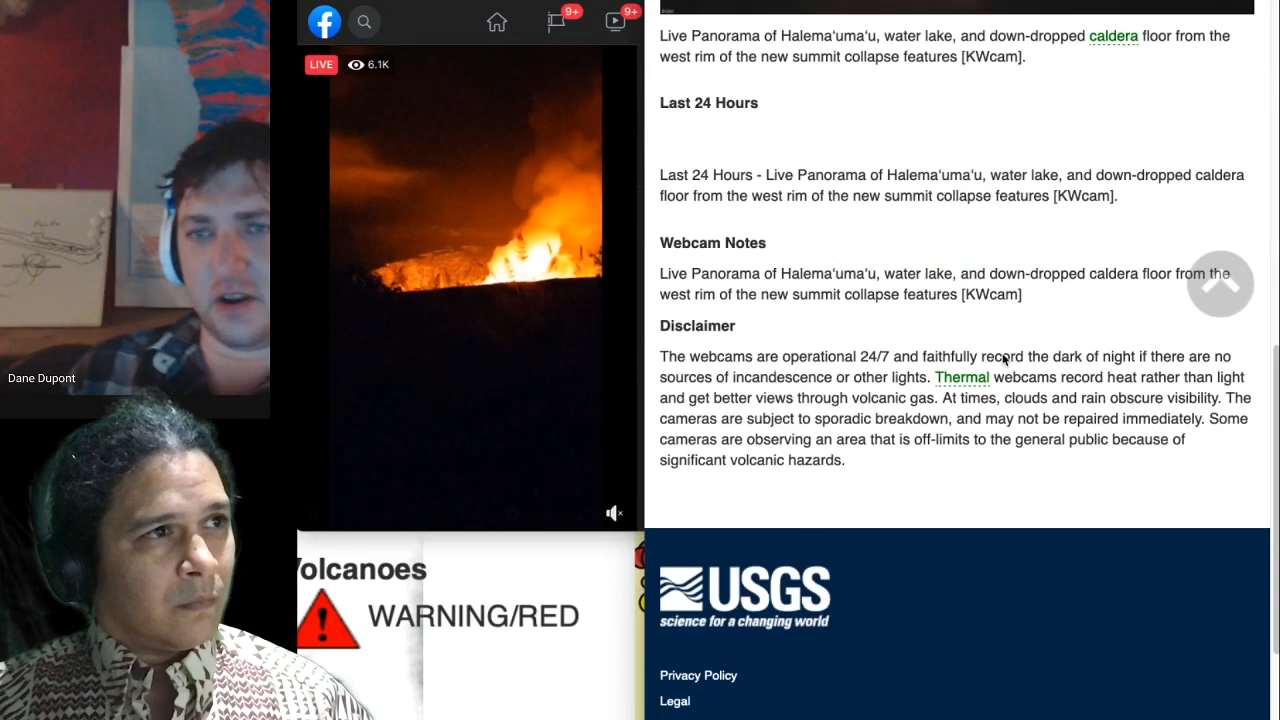 Dane Dupont
LIVE 6.1K
9+
9+
Volcanoes
WARNING/RED
Live Panorama of Halemaʻumaʻu, water lake, and down-dropped caldera floor from the
west rim of the new summit collapse features [KWcam].
Last 24 Hours
Last 24 Hours - Live Panorama of Halemaʻumaʻu, water lake, and down-dropped caldera
floor from the west rim of the new summit collapse features [KWcam].
Webcam Notes
Live Panorama of Halemaʻumaʻu, water lake, and down-dropped caldera floor from the
west rim of the new summit collapse features [KWcam]
Disclaimer
The webcams are operational 24/7 and faithfully record the dark of night if there are no
sources of incandescence or other lights. Thermal webcams record heat rather than light
and get better views through volcanic gas. At times, clouds and rain obscure visibility. The
cameras are subject to sporadic breakdown, and may not be repaired immediately. Some
cameras are observing an area that is off-limits to the general public because of
significant volcanic hazards.
USGS
science for a changing world
Privacy Policy
Legal